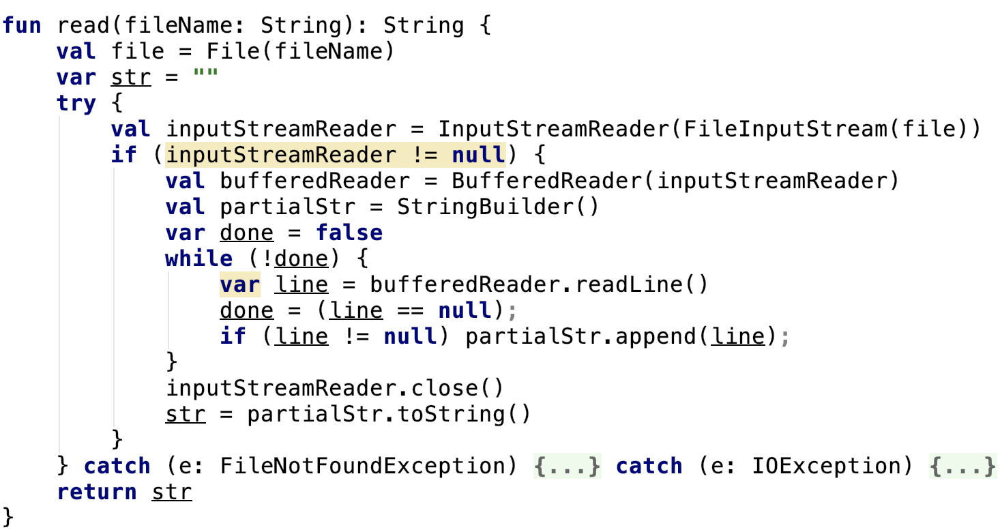 fun read(fileName: String): String {
    val file = File(fileName)
    var str = ""
    try {
        val inputStreamReader = InputStreamReader(FileInputStream(file))
        if (inputStreamReader != null) {
            val bufferedReader = BufferedReader(inputStreamReader)
            val partialStr = StringBuilder()
            var done = false
            while (!done) {
                var line = bufferedReader.readLine()
                done = (line == null);
                if (line != null) partialStr.append(line);
            }
            inputStreamReader.close()
            str = partialStr.toString()
        }
    } catch (e: FileNotFoundException) {...} catch (e: IOException) {...}
    return str
}